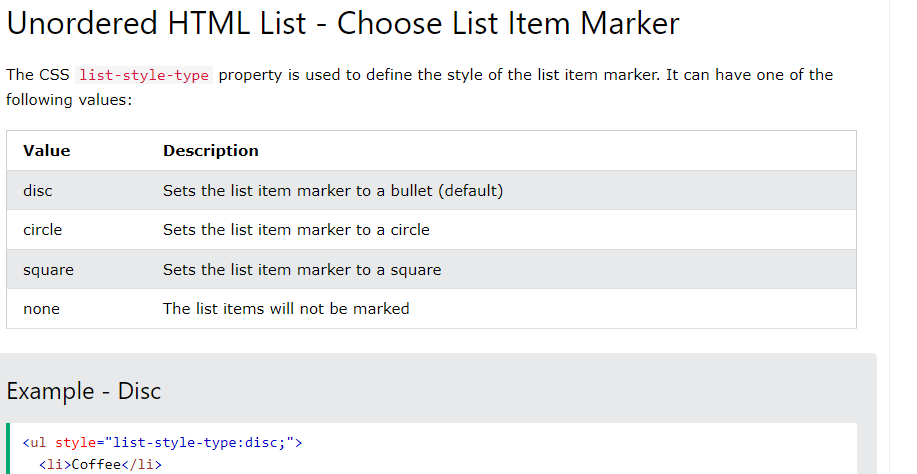 Unordered HTML List - Choose List Item Marker
The CSS list-style-type property is used to define the style of the list item marker. It can have one of the
following values:
Value Description
disc Sets the list item marker to a bullet (default)
circle Sets the list item marker to a circle
square Sets the list item marker to a square
none The list items will not be marked
Example - Disc
<ul style="list-style-type:disc;">
<li>Coffee</li>